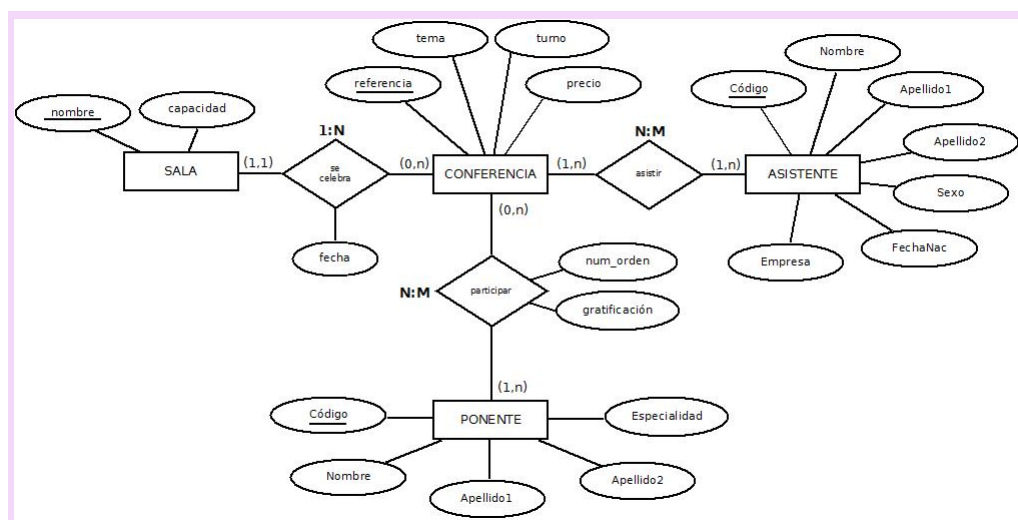 tema
turno
Nombre
referencia
precio
Código
Apellido1
nombre
capacidad
1:N
N:M
Apellido2
SALA
(1,1)
se
celebra
(0,n)
CONFERENCIA
(1,n)
asistir
(1,n)
ASISTENTE
Sexo
(0,n)
fecha
num_orden
Empresa
FechaNac
N:M
participar
gratificación
(1,n)
Código
PONENTE
Especialidad
Nombre
Apellido1
Apellido2